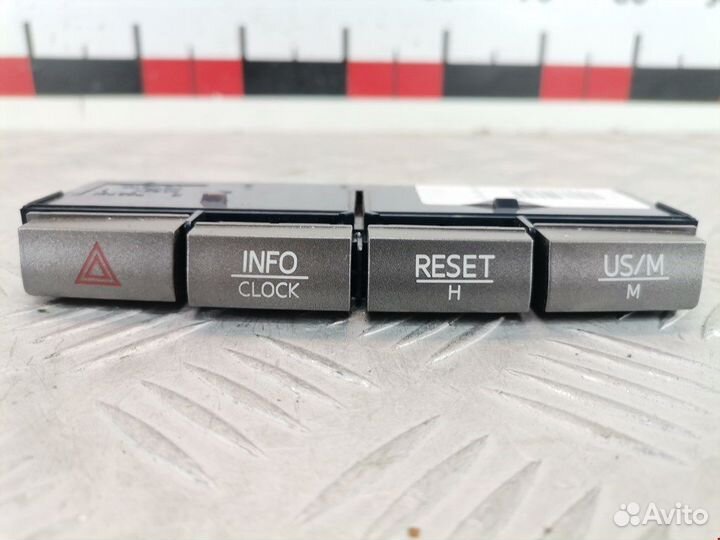 INFO
CLOCK
RESET
H
US/M
M
Avito